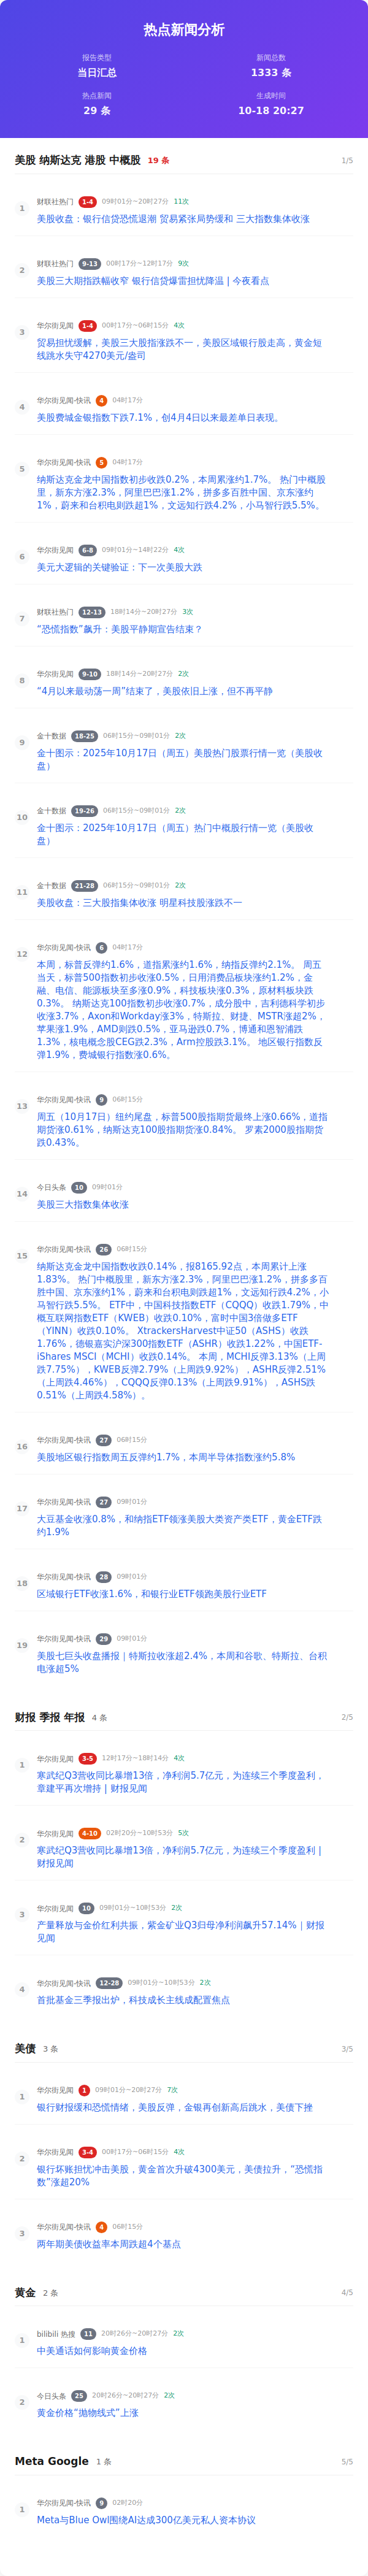 热点新闻分析
报告类型
当日汇总
新闻总数
1333 条
热点新闻
29 条
生成时间
10-18 20:27
美股 纳斯达克 港股 中概股 19 条 1/5
1
财联社热门 1-4 09时01分~20时27分 11次
美股收盘：银行信贷恐慌退潮 贸易紧张局势缓和 三大指数集体收涨
2
财联社热门 9-13 00时17分~12时17分 9次
美股三大期指跌幅收窄 银行信贷爆雷担忧降温 | 今夜看点
3
华尔街见闻 1-4 00时17分~06时15分 4次
贸易担忧缓解，美股三大股指涨跌不一，美股区域银行股走高，黄金短
线跳水失守4270美元/盎司
4
华尔街见闻-快讯 4 04时17分
美股费城金银指数下跌7.1%，创4月4日以来最差单日表现。
5
华尔街见闻-快讯 5 04时17分
纳斯达克金龙中国指数初步收跌0.2%，本周累涨约1.7%。 热门中概股
里，新东方涨2.3%，阿里巴巴涨1.2%，拼多多百胜中国、京东涨约
1%，蔚来和台积电则跌超1%，文远知行跌4.2%，小马智行跌5.5%。
6
华尔街见闻 6-8 09时01分~14时22分 4次
美元大逻辑的关键验证：下一次美股大跌
7
财联社热门 12-13 18时14分~20时27分 3次
“恐慌指数”飙升：美股平静期宣告结束？
8
华尔街见闻 9-10 18时14分~20时27分 2次
“4月以来最动荡一周”结束了，美股依旧上涨，但不再平静
9
金十数据 18-25 06时15分~09时01分 2次
金十图示：2025年10月17日（周五）美股热门股票行情一览（美股收
盘）
10
金十数据 19-26 06时15分~09时01分 2次
金十图示：2025年10月17日（周五）热门中概股行情一览（美股收
盘）
11
金十数据 21-28 06时15分~09时01分 2次
美股收盘：三大股指集体收涨 明星科技股涨跌不一
12
华尔街见闻-快讯 6 04时17分
本周，标普反弹约1.6%，道指累涨约1.6%，纳指反弹约2.1%。 周五
当天，标普500指数初步收涨0.5%，日用消费品板块涨约1.2%，金
融、电信、能源板块至多涨0.9%，科技板块涨0.3%，原材料板块跌
0.3%。 纳斯达克100指数初步收涨0.7%，成分股中，吉利德科学初步
收涨3.7%，Axon和Workday涨3%，特斯拉、财捷、MSTR涨超2%，
苹果涨1.9%，AMD则跌0.5%，亚马逊跌0.7%，博通和恩智浦跌
1.3%，核电概念股CEG跌2.3%，Arm控股跌3.1%。 地区银行指数反
弹1.9%，费城银行指数涨0.6%。
13
华尔街见闻-快讯 9 06时15分
周五（10月17日）纽约尾盘，标普500股指期货最终上涨0.66%，道指
期货涨0.61%，纳斯达克100股指期货涨0.84%。 罗素2000股指期货
跌0.43%。
14
今日头条 10 09时01分
美股三大指数集体收涨
15
华尔街见闻-快讯 26 06时15分
纳斯达克金龙中国指数收跌0.14%，报8165.92点，本周累计上涨
1.83%。 热门中概股里，新东方涨2.3%，阿里巴巴涨1.2%，拼多多百
胜中国、京东涨约1%，蔚来和台积电则跌超1%，文远知行跌4.2%，小
马智行跌5.5%。 ETF中，中国科技指数ETF（CQQQ）收跌1.79%，中
概互联网指数ETF（KWEB）收跌0.10%，富时中国3倍做多ETF
（YINN）收跌0.10%。 XtrackersHarvest中证50（ASHS）收跌
1.76%，德银嘉实沪深300指数ETF（ASHR）收跌1.22%，中国ETF-
iShares MSCI（MCHI）收跌0.14%。 本周，MCHI反弹3.13%（上周
跌7.75%），KWEB反弹2.79%（上周跌9.92%），ASHR反弹2.51%
（上周跌4.46%），CQQQ反弹0.13%（上周跌9.91%），ASHS跌
0.51%（上周跌4.58%）。
16
华尔街见闻-快讯 27 06时15分
美股地区银行指数周五反弹约1.7%，本周半导体指数涨约5.8%
17
华尔街见闻-快讯 27 09时01分
大豆基金收涨0.8%，和纳指ETF领涨美股大类资产类ETF，黄金ETF跌
约1.9%
18
华尔街见闻-快讯 28 09时01分
区域银行ETF收涨1.6%，和银行业ETF领跑美股行业ETF
19
华尔街见闻-快讯 29 09时01分
美股七巨头收盘播报｜特斯拉收涨超2.4%，本周和谷歌、特斯拉、台积
电涨超5%
财报 季报 年报 4 条 2/5
1
华尔街见闻 3-5 12时17分~18时14分 4次
寒武纪Q3营收同比暴增13倍，净利润5.7亿元，为连续三个季度盈利，
章建平再次增持 | 财报见闻
2
华尔街见闻 4-10 02时20分~10时53分 5次
寒武纪Q3营收同比暴增13倍，净利润5.7亿元，为连续三个季度盈利 |
财报见闻
3
华尔街见闻 10 09时01分~10时53分 2次
产量释放与金价红利共振，紫金矿业Q3归母净利润飙升57.14%｜财报
见闻
4
华尔街见闻-快讯 12-28 09时01分~10时53分 2次
首批基金三季报出炉，科技成长主线成配置焦点
美债 3 条 3/5
1
华尔街见闻 1 09时01分~20时27分 7次
银行财报缓和恐慌情绪，美股反弹，金银再创新高后跳水，美债下挫
2
华尔街见闻 3-4 00时17分~06时15分 4次
银行坏账担忧冲击美股，黄金首次升破4300美元，美债拉升，“恐慌指
数”涨超20%
3
华尔街见闻-快讯 4 06时15分
两年期美债收益率本周跌超4个基点
黄金 2 条 4/5
1
bilibili 热搜 11 20时26分~20时27分 2次
中美通话如何影响黄金价格
2
今日头条 25 20时26分~20时27分 2次
黄金价格“抛物线式”上涨
Meta Google 1 条 5/5
1
华尔街见闻-快讯 9 02时20分
Meta与Blue Owl围绕AI达成300亿美元私人资本协议